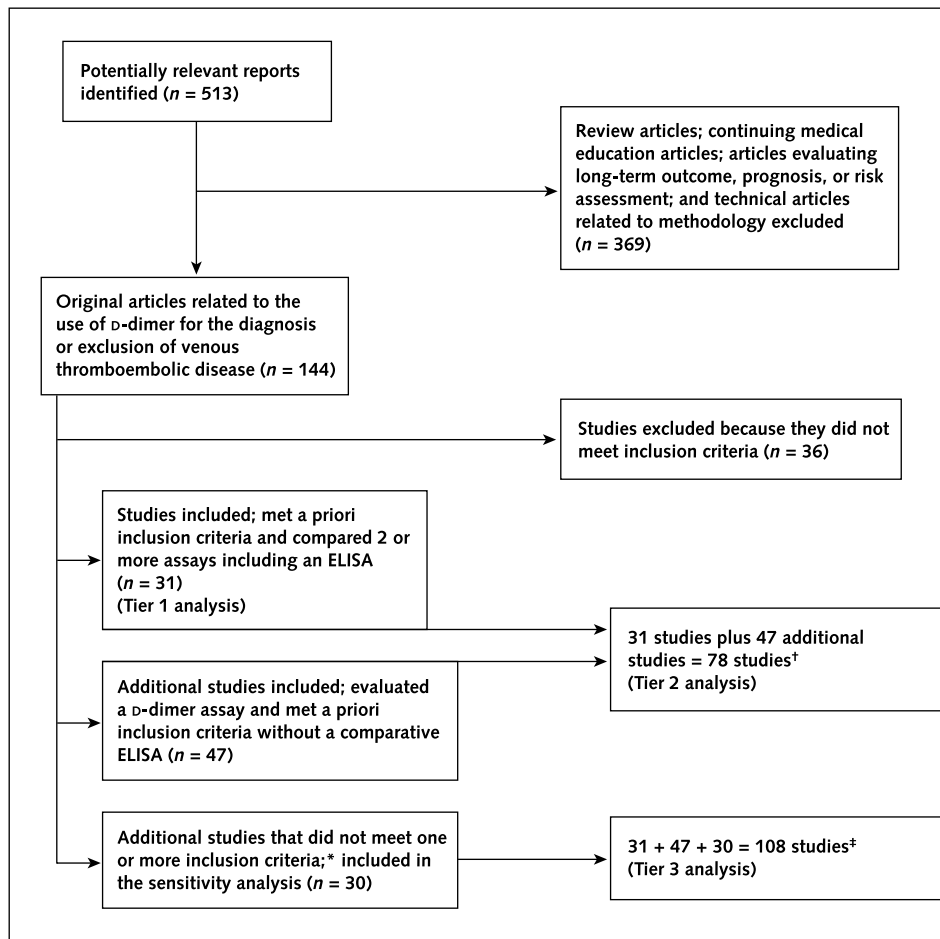 Potentially relevant reports
identified (n = 513)
Review articles; continuing medical
education articles; articles evaluating
long-term outcome, prognosis, or risk
assessment; and technical articles
related to methodology excluded
(n = 369)
Original articles related to the
use of D-dimer for the diagnosis
or exclusion of venous
thromboembolic disease (n = 144)
Studies excluded because they did not
meet inclusion criteria (n = 36)
Studies included; met a priori
inclusion criteria and compared 2 or
more assays including an ELISA
(n = 31)
(Tier 1 analysis)
31 studies plus 47 additional
studies = 78 studies†
(Tier 2 analysis)
Additional studies included; evaluated
a D-dimer assay and met a priori
inclusion criteria without a comparative
ELISA (n = 47)
Additional studies that did not meet one
or more inclusion criteria;* included in
the sensitivity analysis (n = 30)
31 + 47 + 30 = 108 studies‡
(Tier 3 analysis)